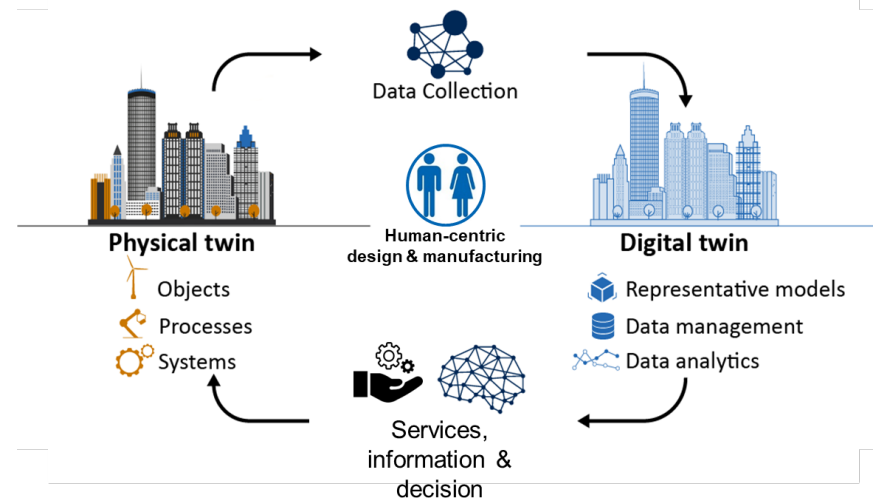 Data Collection
Physical twin
Human-centric
design & manufacturing
Digital twin
Objects
Processes
Systems
Representative models
Data management
Data analytics
Services,
information &
decision